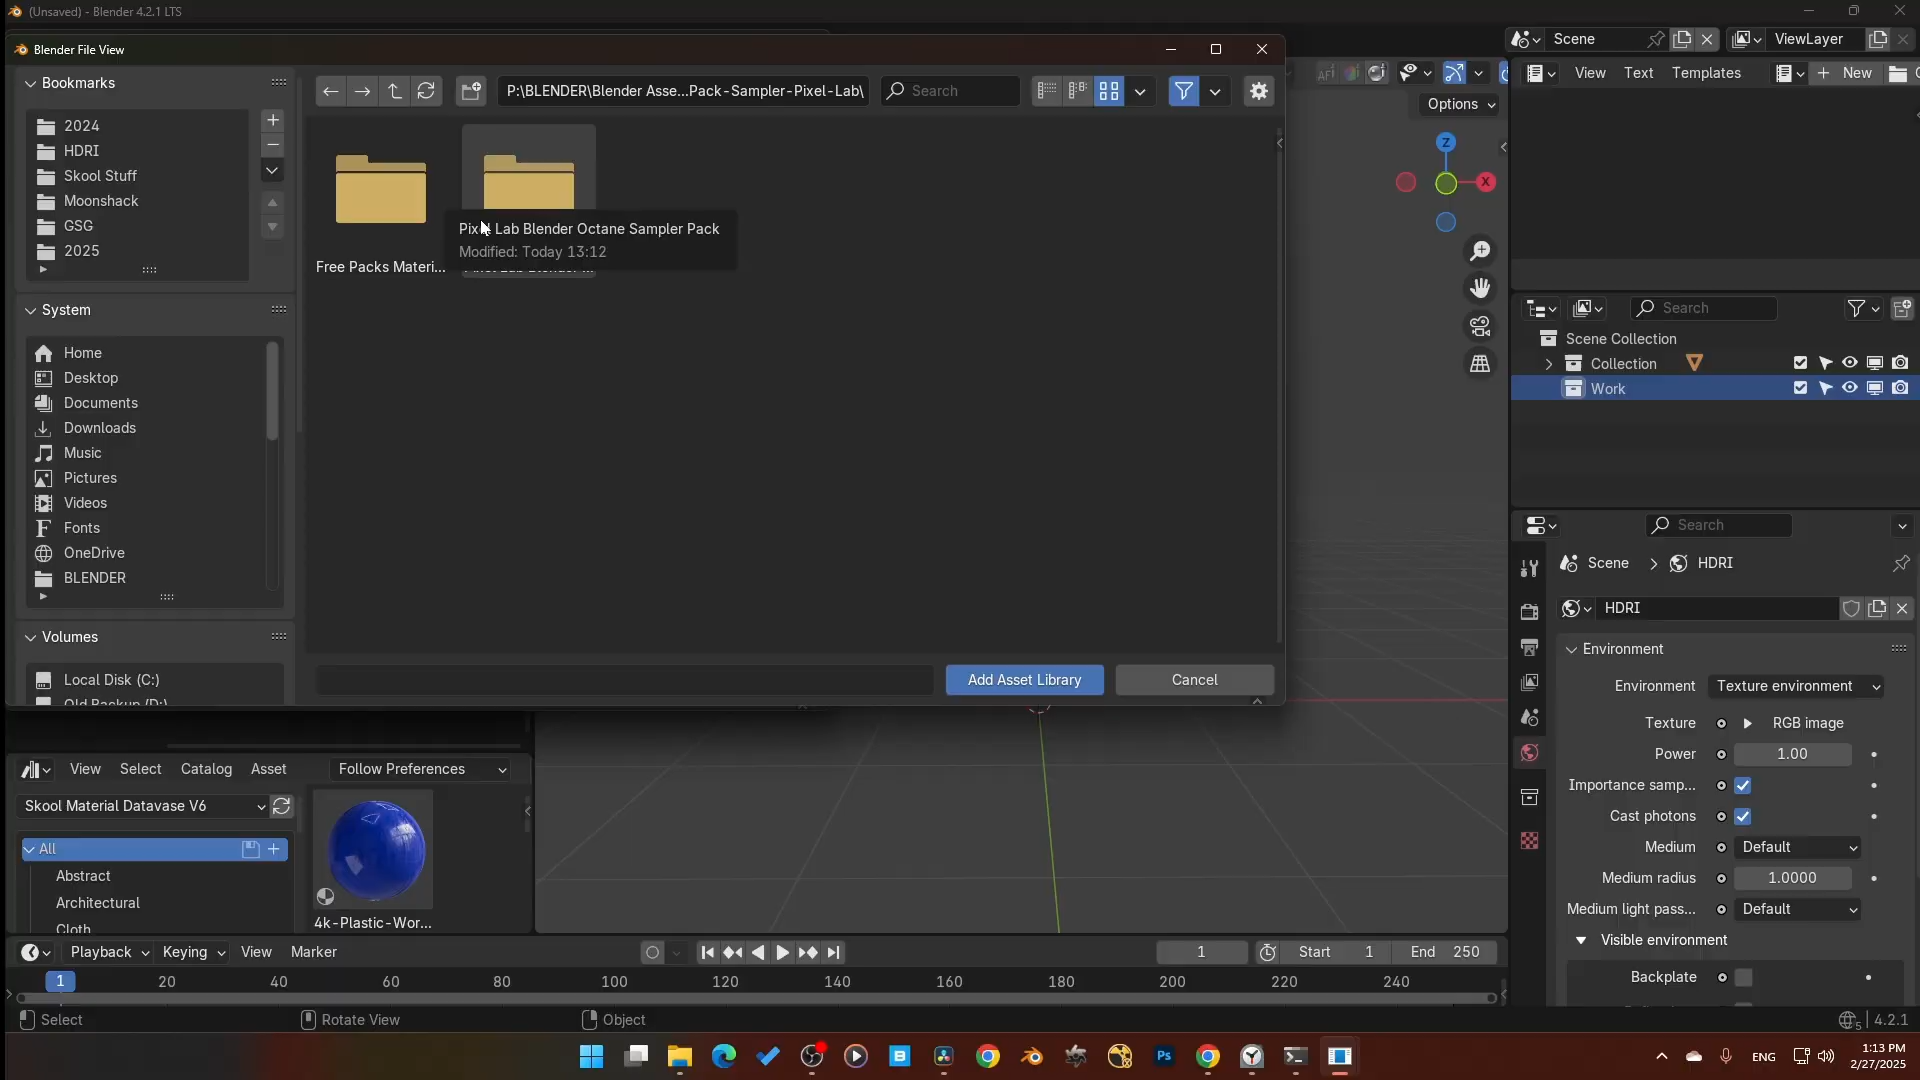 (Unsaved) - Blender 4.2.1 LTS
Blender File View
Bookmarks
2024
HDRI
Skool Stuff
Moonshack
GSG
2025
System
Home
Desktop
Documents
Downloads
Music
Pictures
Videos
Fonts
OneDrive
BLENDER
Volumes
Local Disk (C:)
Old Backup (D:)
P:\BLENDER\Blender Asse...Pack-Sampler-Pixel-Lab\
Search
Free Packs Materi...
Pixel Lab Blender Octane Sampler Pack
Modified: Today 13:12
Pixel Lab Blender ...
Add Asset Library
Cancel
Options
Z
X
Scene
ViewLayer
View
Text
Templates
New
Search
Scene Collection
Collection
Work
Search
Scene
HDRI
HDRI
Environment
Environment
Texture environment
Texture
RGB image
Power
1.00
Importance samp...
Cast photons
Medium
Default
Medium radius
1.0000
Medium light pass...
Default
Visible environment
Backplate
View
Select
Catalog
Asset
Follow Preferences
Skool Material Datavase V6
All
Abstract
Architectural
Cloth
4k-Plastic-Wor...
Playback
Keying
View
Marker
1
Start
1
End
250
1
20
40
60
80
100
120
140
160
180
200
220
240
Select
Rotate View
Object
5
4.2.1
Ps
ENG
1:13 PM
2/27/2025